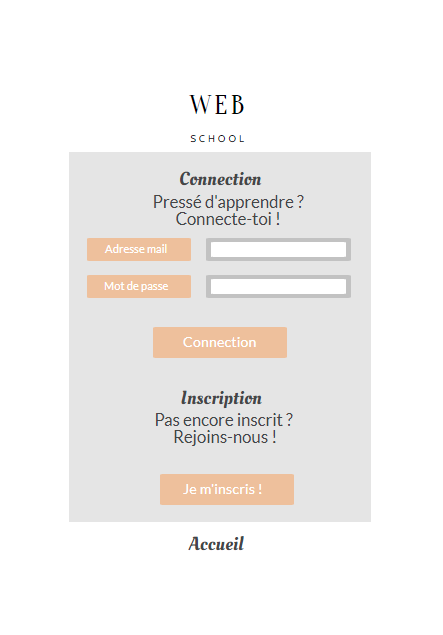 WEB
SCHOOL
Connection
Pressé d'apprendre ?
Connecte-toi !
Adresse mail
Mot de passe
Connection
Inscription
Pas encore inscrit ?
Rejoins-nous !
Je m'inscris !
Accueil